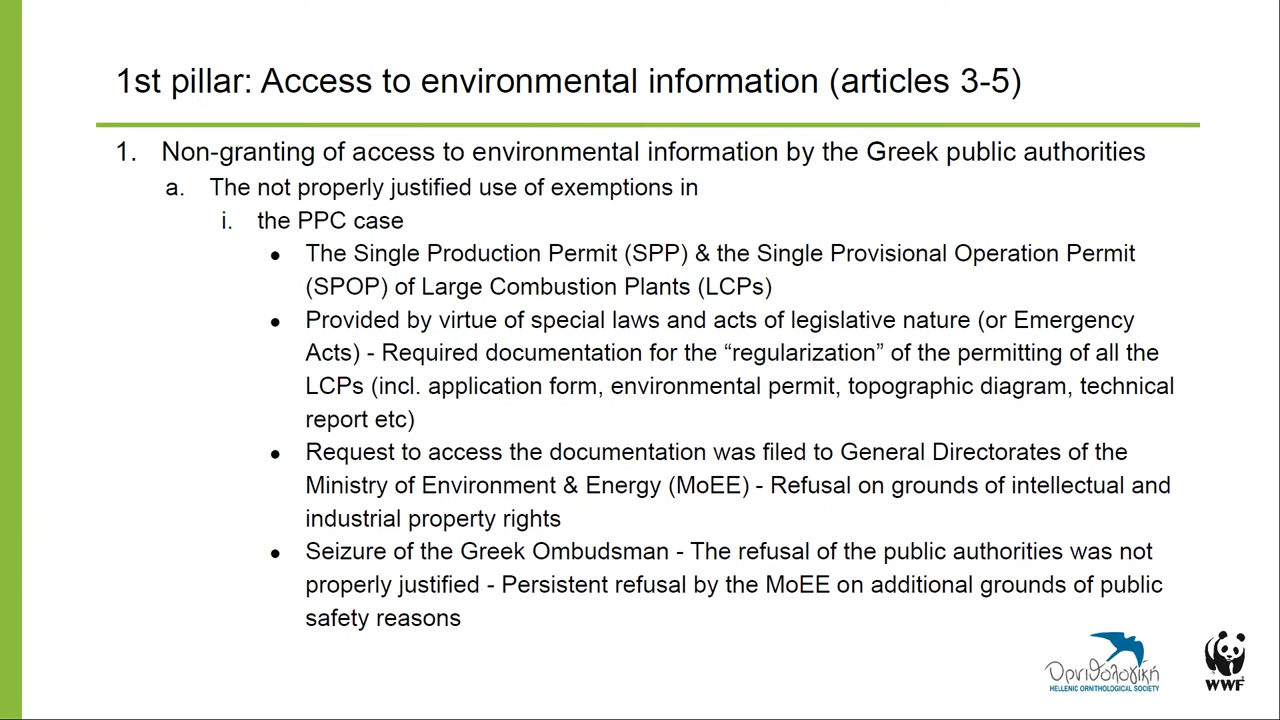 1st pillar: Access to environmental information (articles 3-5)
1. Non-granting of access to environmental information by the Greek public authorities
a. The not properly justified use of exemptions in
i. the PPC case
● The Single Production Permit (SPP) & the Single Provisional Operation Permit
(SPOP) of Large Combustion Plants (LCPs)
● Provided by virtue of special laws and acts of legislative nature (or Emergency
Acts) - Required documentation for the “regularization” of the permitting of all the
LCPs (incl. application form, environmental permit, topographic diagram, technical
report etc)
● Request to access the documentation was filed to General Directorates of the
Ministry of Environment & Energy (MoEE) - Refusal on grounds of intellectual and
industrial property rights
● Seizure of the Greek Ombudsman - The refusal of the public authorities was not
properly justified - Persistent refusal by the MoEE on additional grounds of public
safety reasons
Ορνιθολογική
HELLENIC ORNITHOLOGICAL SOCIETY
WWF